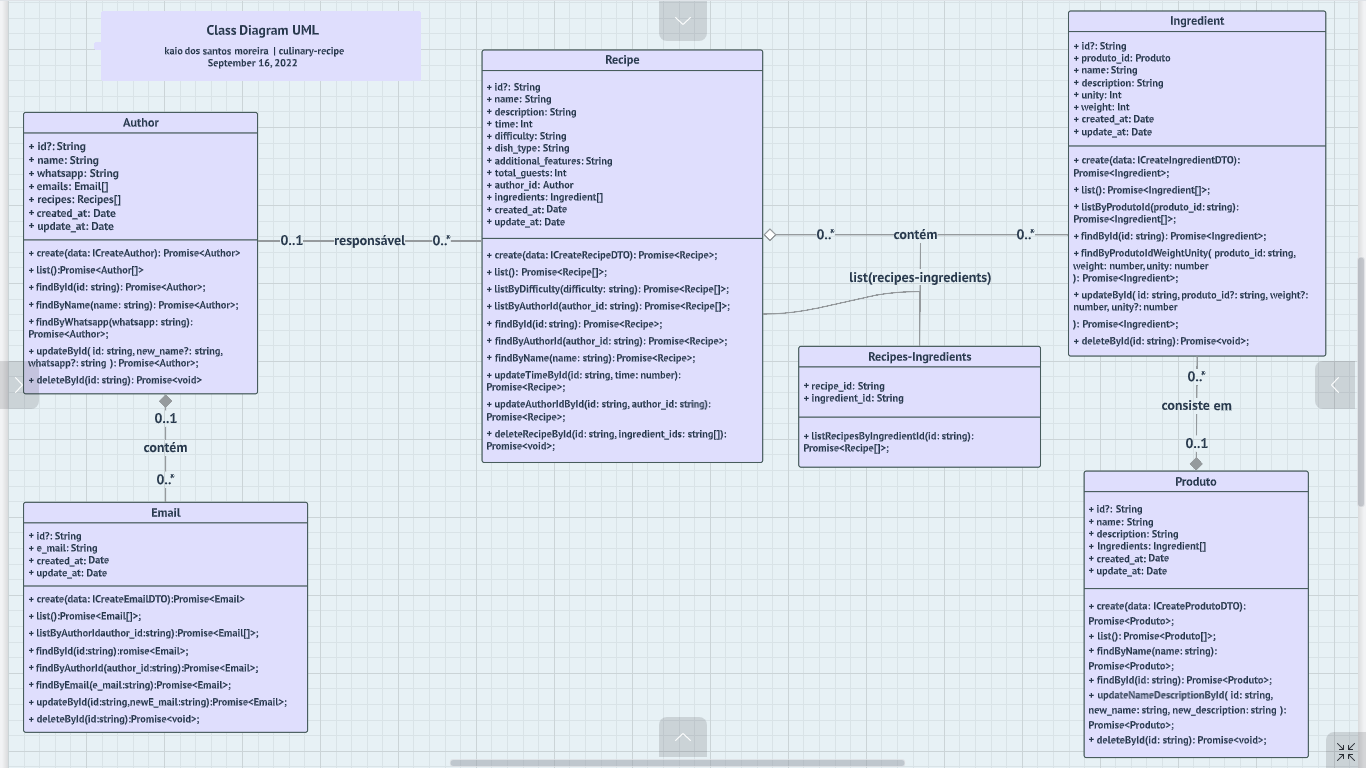 Class Diagram UML
kaio dos santos moreira | culinary-recipe
September 16, 2022
Author
+ id?: String
+ name: String
+ whatsapp: String
+ emails: Email[]
+ recipes: Recipes[]
+ created_at: Date
+ update_at: Date
+ create(data: ICreateAuthor): Promise<Author>
+ list():Promise<Author[]>
+ findById(id: string): Promise<Author>;
+ findByName(name: string): Promise<Author>;
+ findByWhatsapp(whatsapp: string):
Promise<Author>;
+ updateById( id: string, new_name?: string,
whatsapp?: string ): Promise<Author>;
+ deleteById(id: string): Promise<void>
0..1
responsável
0..*
0..1
contém
0..*
Email
+ id?: String
+ e_mail: String
+ created_at: Date
+ update_at: Date
+ create(data: ICreateEmailDTO):Promise<Email>
+ list():Promise<Email[]>;
+ listByAuthorIdauthor_id:string):Promise<Email[]>;
+ findById(id:string):romise<Email>;
+ findByAuthorId(author_id:string):Promise<Email>;
+ findByEmail(e_mail:string):Promise<Email>;
+ updateById(id:string,newE_mail:string):Promise<Email>;
+ deleteById(id:string):Promise<void>;
Recipe
+ id?: String
+ name: String
+ description: String
+ time: Int
+ difficulty: String
+ dish_type: String
+ additional_features: String
+ total_guests: Int
+ author_id: Author
+ ingredients: Ingredient[]
+ created_at: Date
+ update_at: Date
+ create(data: ICreateRecipeDTO): Promise<Recipe>;
+ list(): Promise<Recipe[]>;
+ listByDifficulty(difficulty: string): Promise<Recipe[]>;
+ listByAuthorId(author_id: string): Promise<Recipe[]>;
+ findById(id: string): Promise<Recipe>;
+ findByAuthorId(author_id: string): Promise<Recipe>;
+ findByName(name: string): Promise<Recipe>;
+ updateTimeById(id: string, time: number):
Promise<Recipe>;
+ updateAuthorIdById(id: string, author_id: string):
Promise<Recipe>;
+ deleteRecipeById(id: string, ingredient_ids: string[]):
Promise<void>;
0..*
contém
0..*
list(recipes-ingredients)
Recipes-Ingredients
+ recipe_id: String
+ ingredient_id: String
+ listRecipesByIngredientId(id: string):
Promise<Recipe[]>;
Ingredient
+ id?: String
+ produto_id: Produto
+ name: String
+ description: String
+ unity: Int
+ weight: Int
+ created_at: Date
+ update_at: Date
+ create(data: ICreateIngredientDTO):
Promise<Ingredient>;
+ list(): Promise<Ingredient[]>;
+ listByProdutoId(produto_id: string):
Promise<Ingredient[]>;
+ findById(id: string): Promise<Ingredient>;
+ findByProdutoIdWeightUnity( produto_id: string,
weight: number, unity: number
): Promise<Ingredient>;
+ updateById( id: string, produto_id?: string, weight?:
number, unity?: number
): Promise<Ingredient>;
+ deleteById(id: string): Promise<void>;
0..*
consiste em
0..1
Produto
+ id?: String
+ name: String
+ description: String
+ Ingredients: Ingredient[]
+ created_at: Date
+ update_at: Date
+ create(data: ICreateProdutoDTO):
Promise<Produto>;
+ list(): Promise<Produto[]>;
+ findByName(name: string):
Promise<Produto>;
+ findById(id: string): Promise<Produto>;
+ updateNameDescriptionById( id: string,
new_name: string, new_description: string ):
Promise<Produto>;
+ deleteById(id: string): Promise<void>;